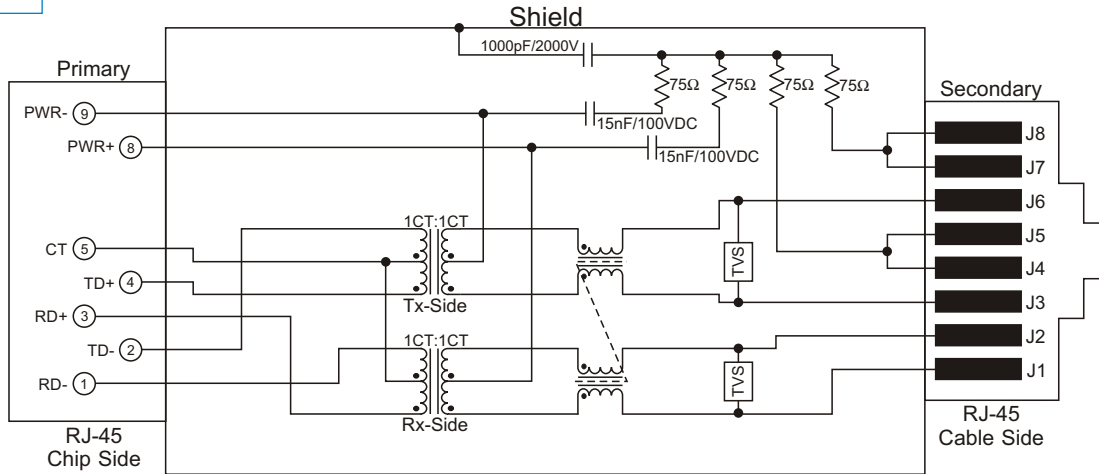 Shield
1000pF/2000V
Primary
75Ω
75Ω
75Ω
75Ω
Secondary
PWR- 9
15nF/100VDC
PWR+ 8
15nF/100VDC
J8
J7
J6
J5
J4
J3
J2
J1
1CT:1CT
CT 5
TD+ 4
TVS
Tx-Side
RD+ 3
TD- 2
1CT:1CT
RD- 1
TVS
Rx-Side
RJ-45
Chip Side
RJ-45
Cable Side